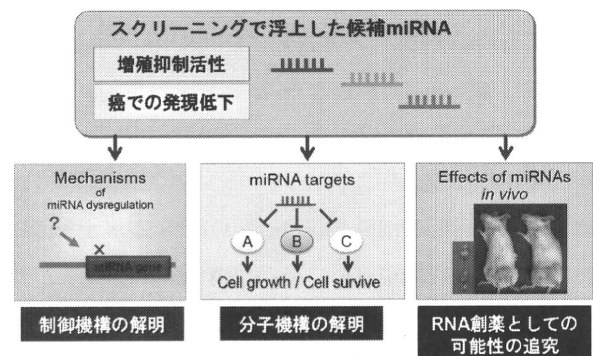 スクリーニングで浮上した候補miRNA
増殖抑制活性
癌での発現低下
Mechanisms
of
miRNA dysregulation
?
×
miRNA gene
制御機構の解明
miRNA targets
A B C
Cell growth / Cell survive
分子機構の解明
Effects of miRNAs
in vivo
RNA創薬としての
可能性の追究